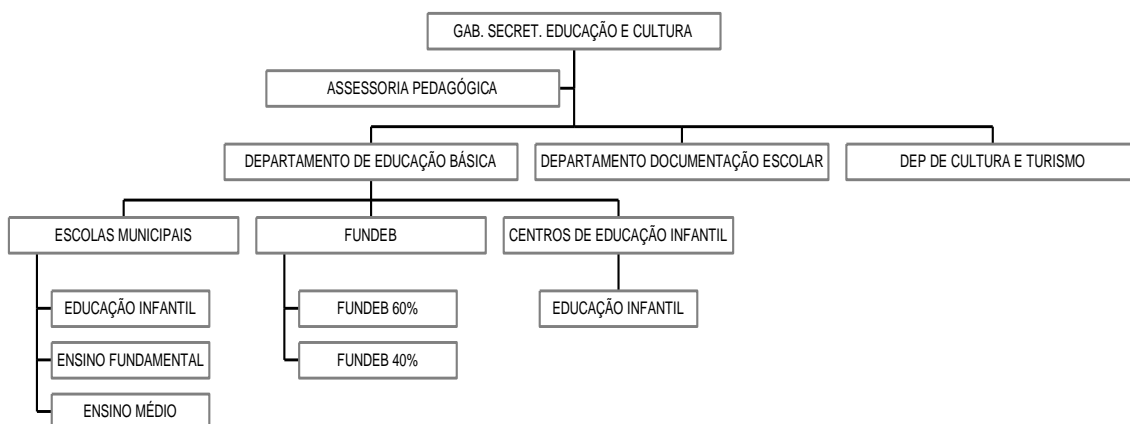 GAB. SECRET. EDUCAÇÃO E CULTURA
ASSESSORIA PEDAGÓGICA
DEPARTAMENTO DE EDUCAÇÃO BÁSICA
DEPARTAMENTO DOCUMENTAÇÃO ESCOLAR
DEP DE CULTURA E TURISMO
ESCOLAS MUNICIPAIS
FUNDEB
CENTROS DE EDUCAÇÃO INFANTIL
EDUCAÇÃO INFANTIL
FUNDEB 60%
EDUCAÇÃO INFANTIL
ENSINO FUNDAMENTAL
FUNDEB 40%
ENSINO MÉDIO